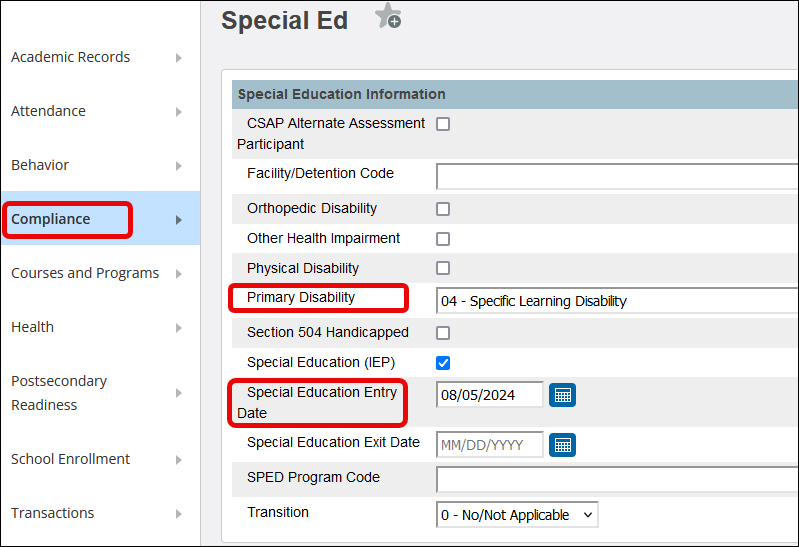 Special Ed
Academic Records
Attendance
Behavior
Compliance
Courses and Programs
Health
Postsecondary
Readiness
School Enrollment
Transactions
Special Education Information
CSAP Alternate Assessment
Participant
Facility/Detention Code
Orthopedic Disability
Other Health Impairment
Physical Disability
Primary Disability 04 - Specific Learning Disability
Section 504 Handicapped
Special Education (IEP)
Special Education Entry
Date 08/05/2024
Special Education Exit Date MM/DD/YYYY
SPED Program Code
Transition 0 - No/Not Applicable